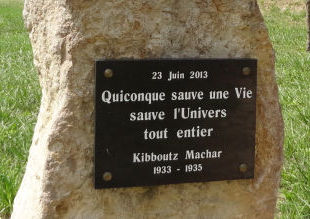 23 Juin 2013
Quiconque sauve une Vie
sauve l'Univers
tout entier
Kibboutz Machar
1933 - 1935